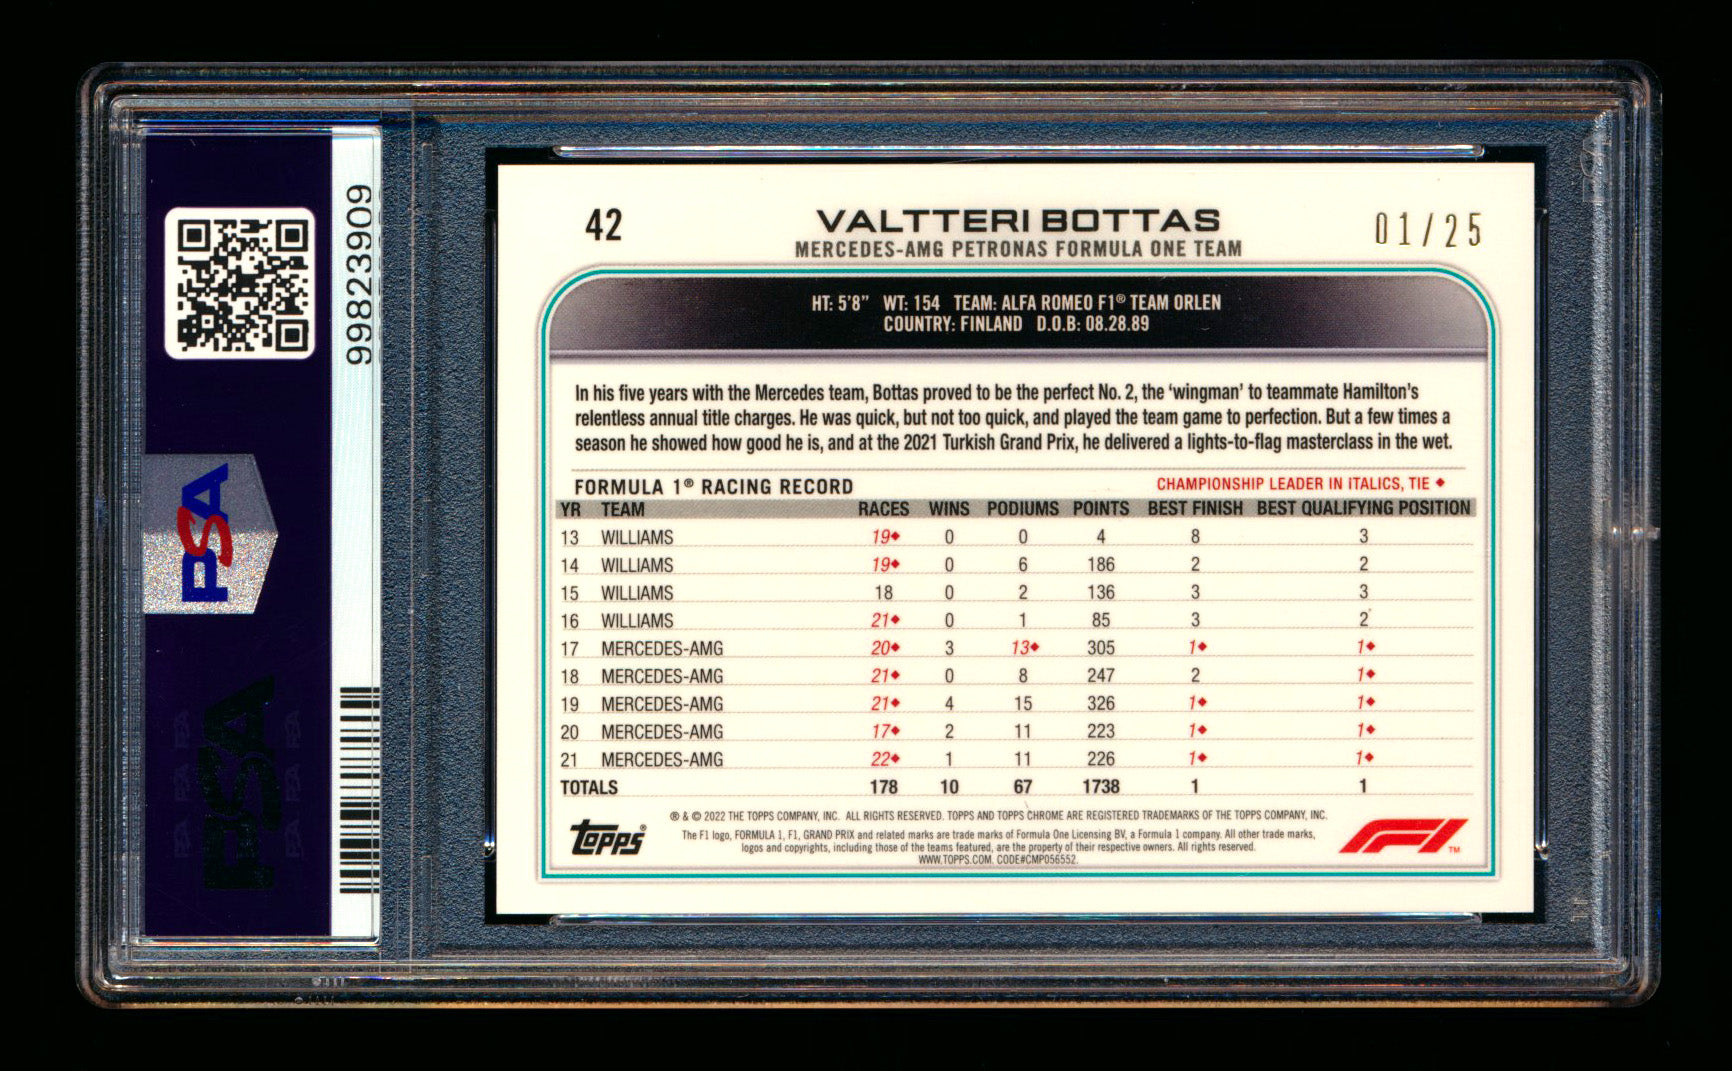 99823909
PSA
PSA
42
VALTTERI BOTTAS
01/25
MERCEDES-AMG PETRONAS FORMULA ONE TEAM
HT: 5'8" WT: 154 TEAM: ALFA ROMEO F1® TEAM ORLEN
COUNTRY: FINLAND D.O.B: 08.28.89
In his five years with the Mercedes team, Bottas proved to be the perfect No. 2, the ‘wingman’ to teammate Hamilton's
relentless annual title charges. He was quick, but not too quick, and played the team game to perfection. But a few times a
season he showed how good he is, and at the 2021 Turkish Grand Prix, he delivered a lights-to-flag masterclass in the wet.
FORMULA 1® RACING RECORD CHAMPIONSHIP LEADER IN ITALICS, TIE ♦
YR TEAM RACES WINS PODIUMS POINTS BEST FINISH BEST QUALIFYING POSITION
13 WILLIAMS 19♦ 0 0 4 8 3
14 WILLIAMS 19♦ 0 6 186 2 2
15 WILLIAMS 18 0 2 136 3 3
16 WILLIAMS 21♦ 0 1 85 3 2
17 MERCEDES-AMG 20♦ 3 13♦ 305 1♦ 1♦
18 MERCEDES-AMG 21♦ 0 8 247 2 1♦
19 MERCEDES-AMG 21♦ 4 15 326 1♦ 1♦
20 MERCEDES-AMG 17♦ 2 11 223 1♦ 1♦
21 MERCEDES-AMG 22♦ 1 11 226 1♦ 1♦
TOTALS 178 10 67 1738 1 1
® & © 2022 THE TOPPS COMPANY, INC. ALL RIGHTS RESERVED. TOPPS AND TOPPS CHROME ARE REGISTERED TRADEMARKS OF THE TOPPS COMPANY, INC.
The F1 logo, FORMULA 1, F1, GRAND PRIX and related marks are trade marks of Formula One Licensing BV, a Formula 1 company. All other trade marks,
logos and copyrights, including those of the teams featured, are the property of their respective owners. All rights reserved.
WWW.TOPPS.COM. CODE#CMP056552.
Topps®
F1™